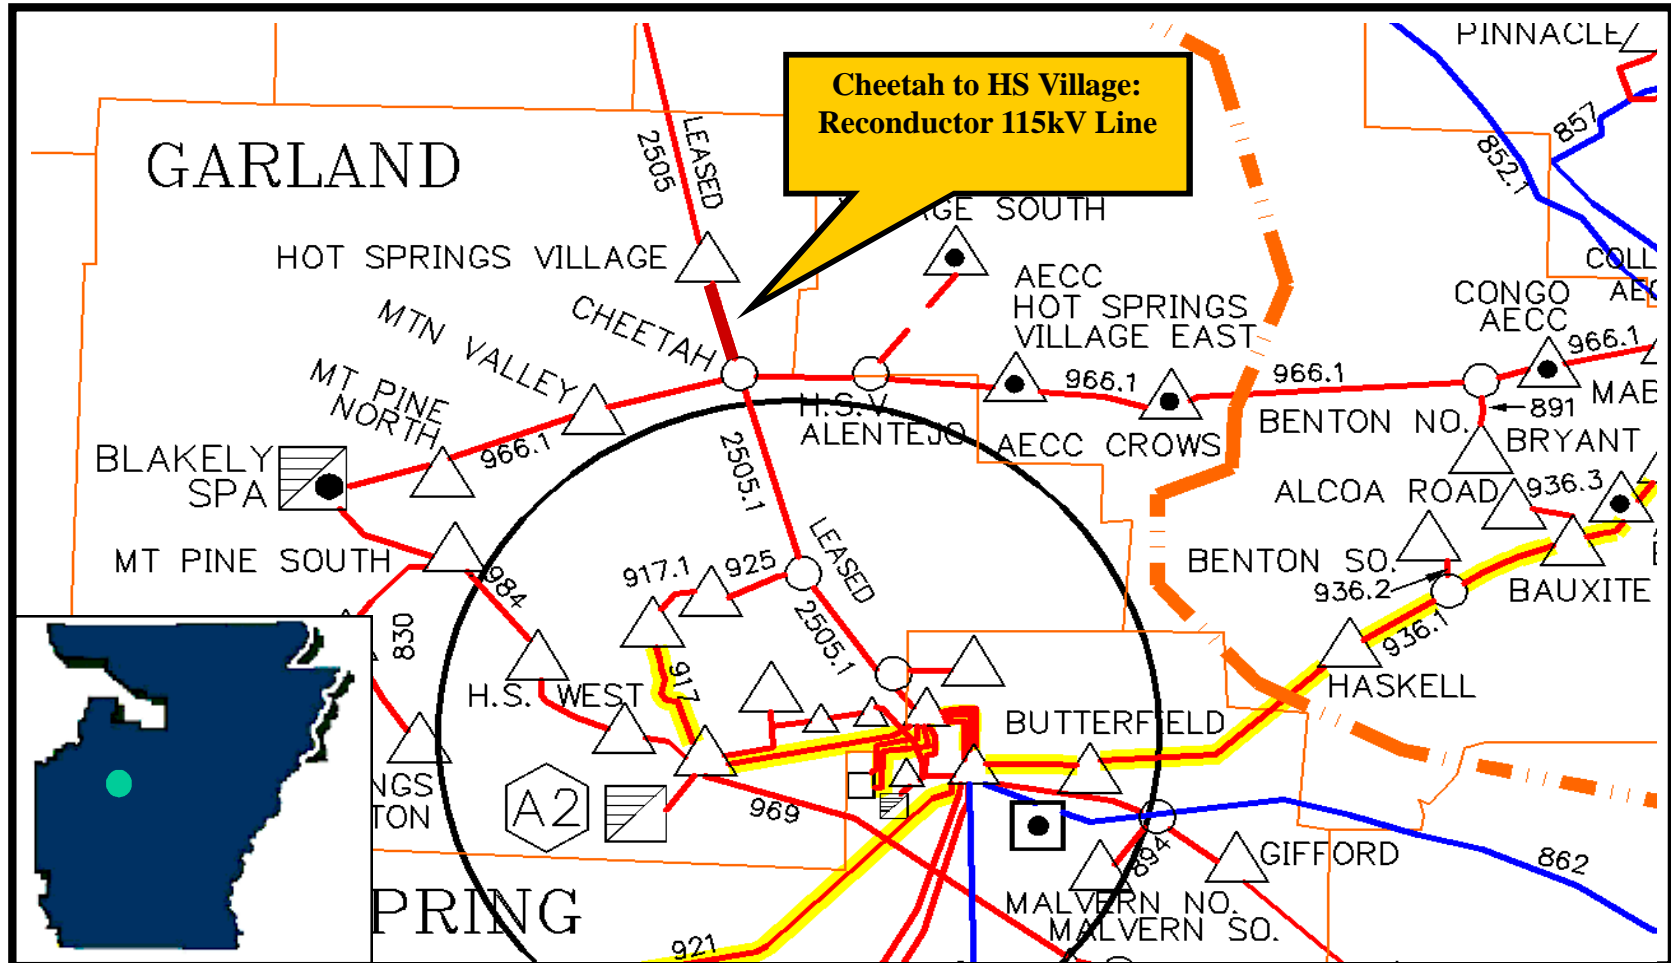 PINNACLE
Cheetah to HS Village:
Reconductor 115kV Line
GARLAND
LEASED
2505
857
852.1
SOUTH
HOT SPRINGS VILLAGE
AECC
HOT SPRINGS
VILLAGE EAST
CONGO
AECC
CHEETAH
MTN VALLEY
MT PINE
NORTH
966.1
966.1
966.1
966.1
891
H.S.V.
ALENTEJO
AECC CROWS
BENTON NO.
BRYANT
BLAKELY
SPA
2505.1
ALCOA ROAD
936.3
MT PINE SOUTH
984
917.1
925
LEASED
2505.1
BENTON SO.
936.2
BAUXITE
830
917
936.1
H.S. WEST
HASKELL
BUTTERFIELD
A2
969
894
GIFFORD
862
MALVERN NO.
MALVERN SO.
921